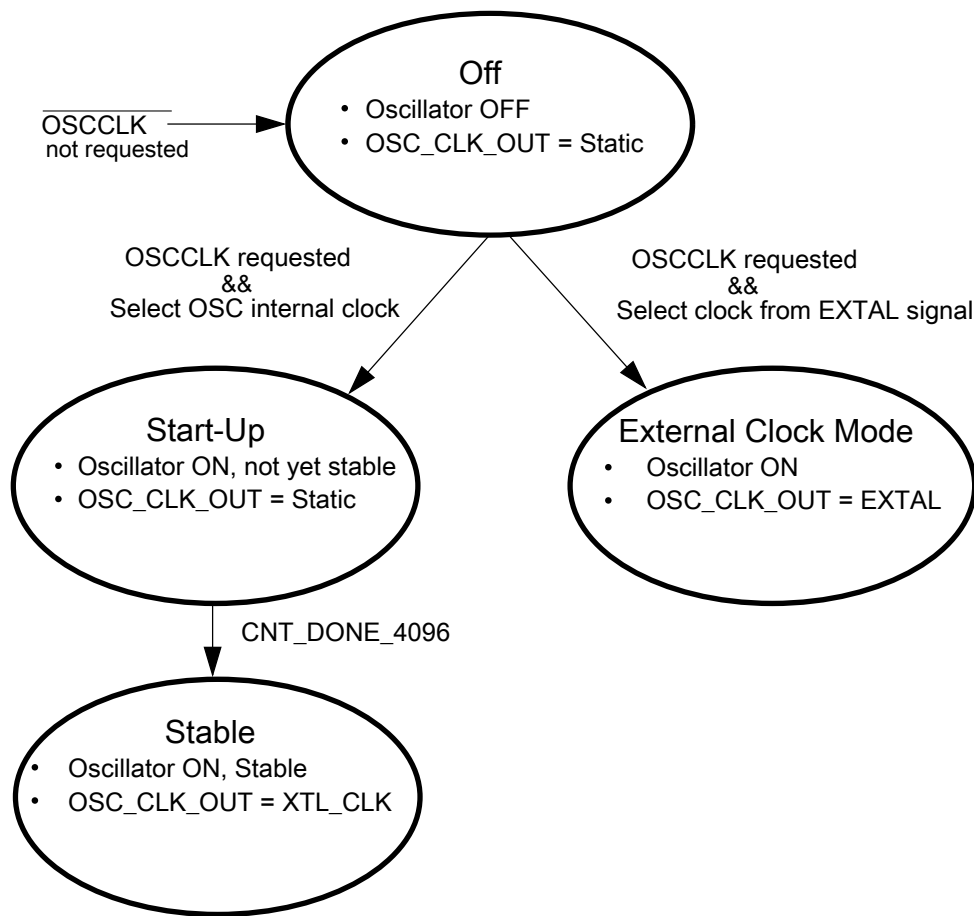 Off
• Oscillator OFF
• OSC_CLK_OUT = Static
OSCCLK
not requested
OSCCLK requested
&&
Select OSC internal clock
OSCCLK requested
&&
Select clock from EXTAL signal
Start-Up
• Oscillator ON, not yet stable
• OSC_CLK_OUT = Static
External Clock Mode
• Oscillator ON
• OSC_CLK_OUT = EXTAL
CNT_DONE_4096
Stable
• Oscillator ON, Stable
• OSC_CLK_OUT = XTL_CLK